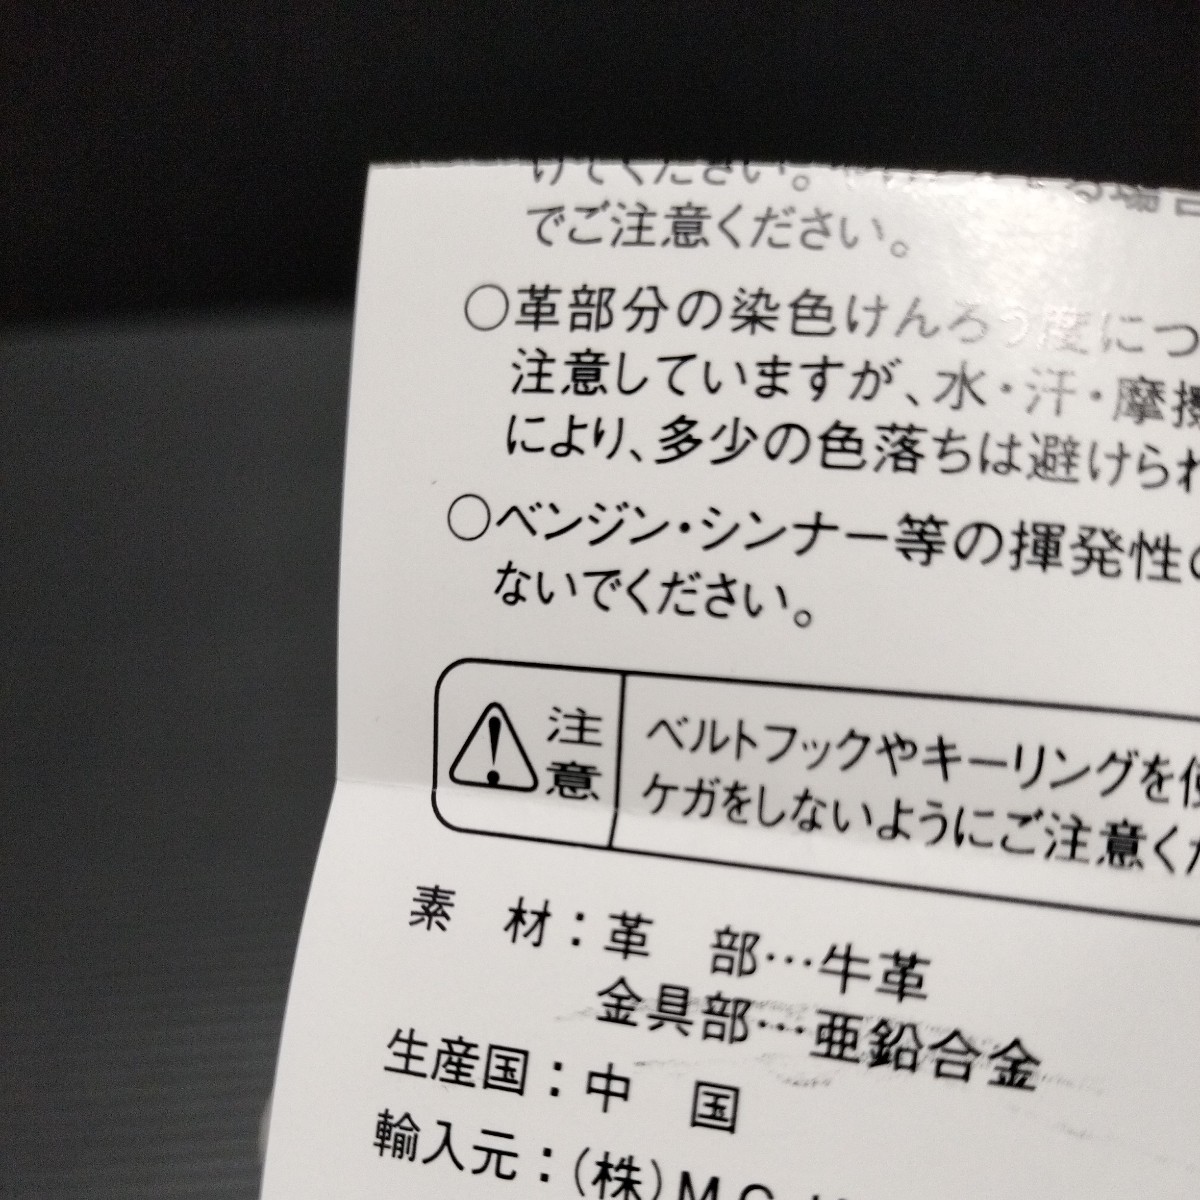 けてください。
でご注意ください。
○革部分の染色けんろう度につ
注意していますが、水・汗・摩擦
により、多少の色落ちは避けられ
○ベンジン・シンナー等の揮発性の
ないでください。
注意
ベルトフックやキーリングを使
ケガをしないようにご注意くだ
素 材：革 部…牛革
金具部…亜鉛合金
生産国：中 国
輸入元：(株)M.C.